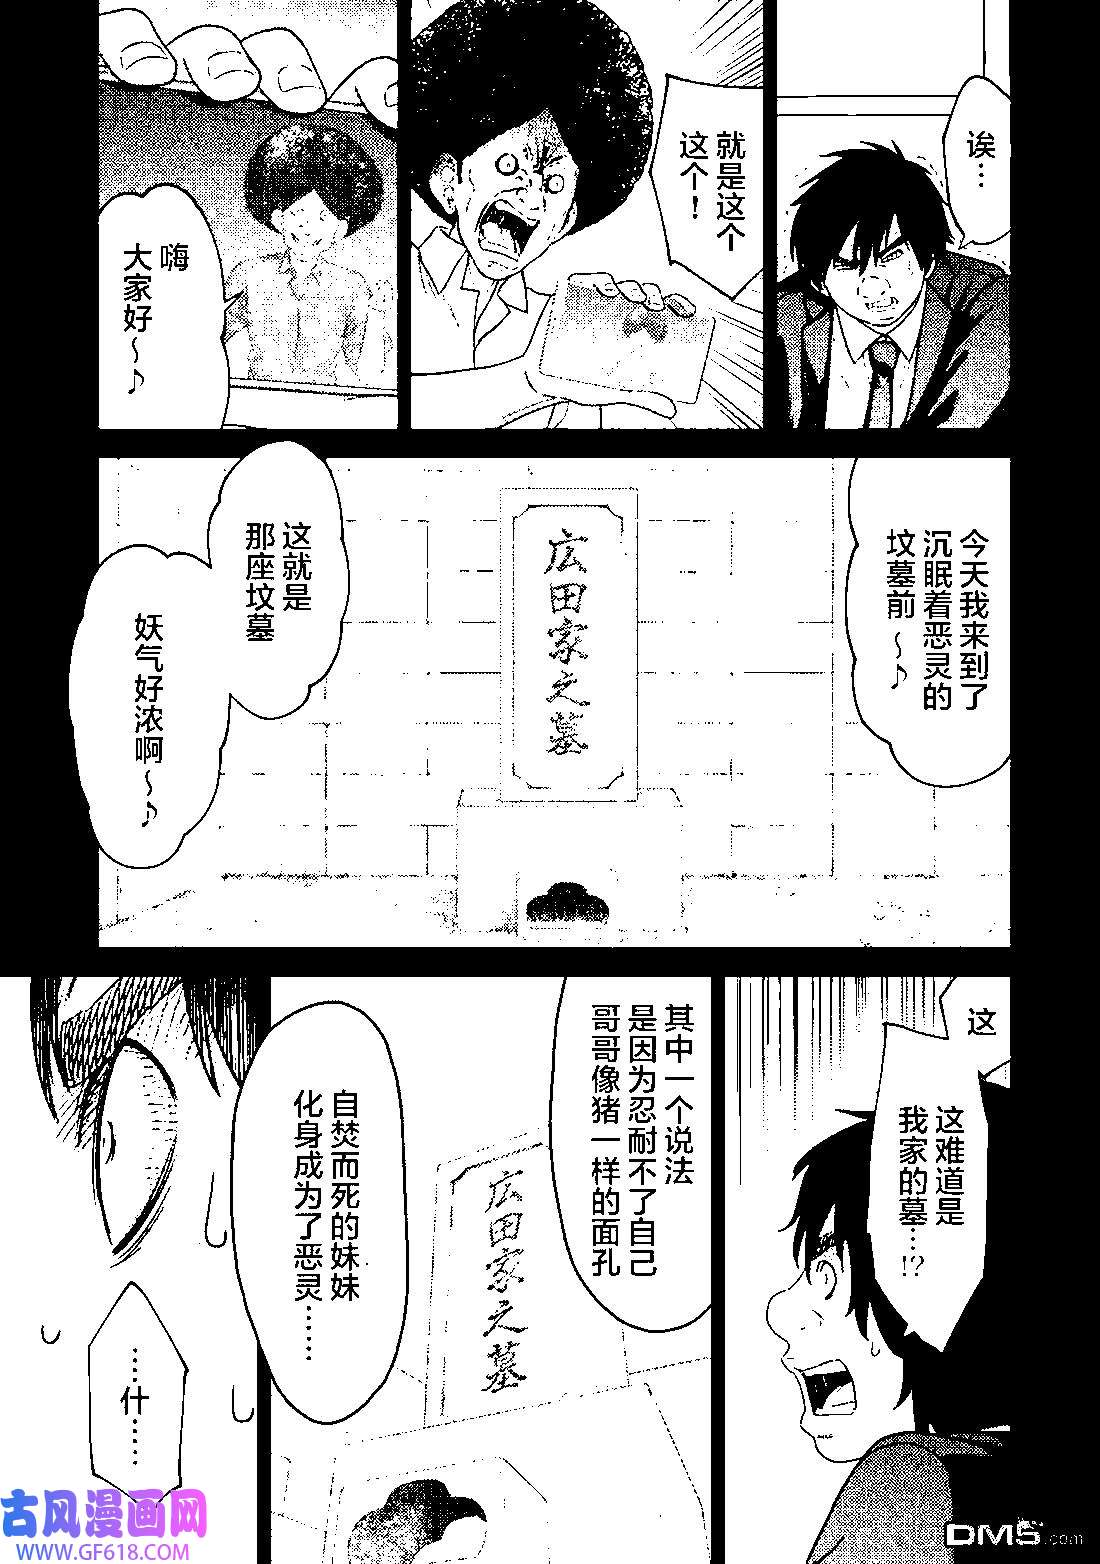 诶…
就是这个
这个！
嗨
大家好～♪
今天我来到了
沉眠着恶灵的
坟墓前～♪
広田家之墓
这就是
那座坟墓
妖气好浓啊～♪
这
这难道是
我家的墓…!?
其中一个说法
是因为忍耐不了自己
哥哥像猪一样的面孔
広田家之墓
自焚而死的妹妹
化身成为了恶灵……
…什……
古风漫画网
WWW.GF618.COM
DM5.com